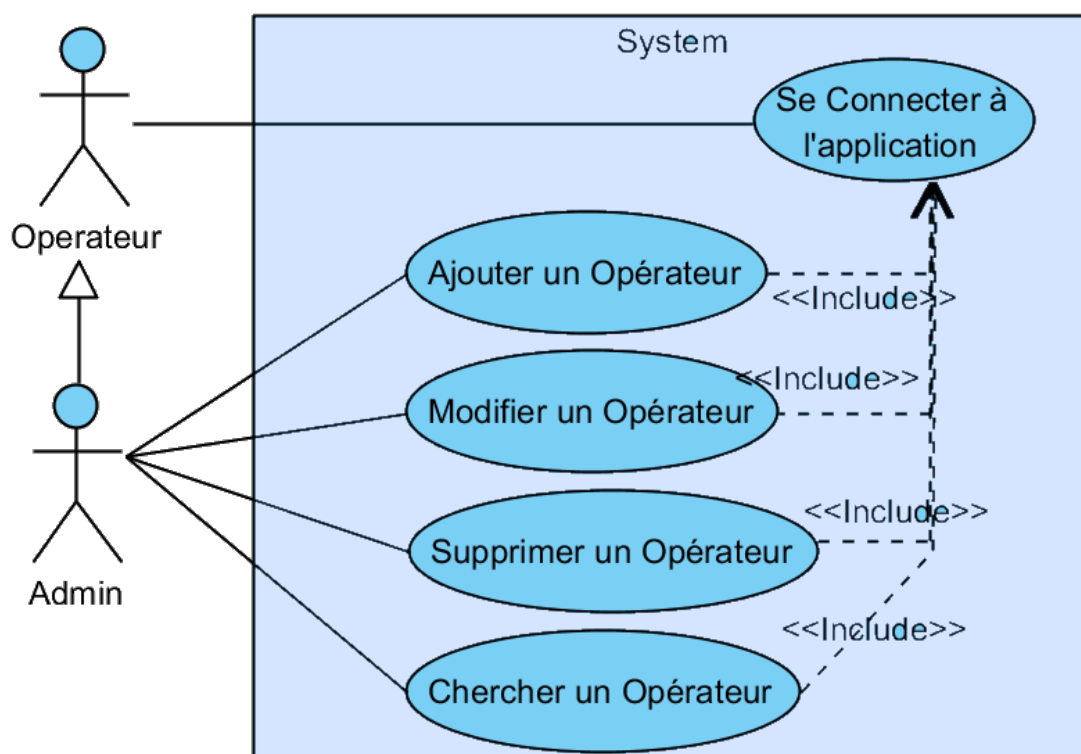 System
Se Connecter à
l'application
Operateur
Ajouter un Opérateur
<<Include>>
<<Include>>
Modifier un Opérateur
<<Include>>
Supprimer un Opérateur
Admin
<<Include>>
Chercher un Opérateur